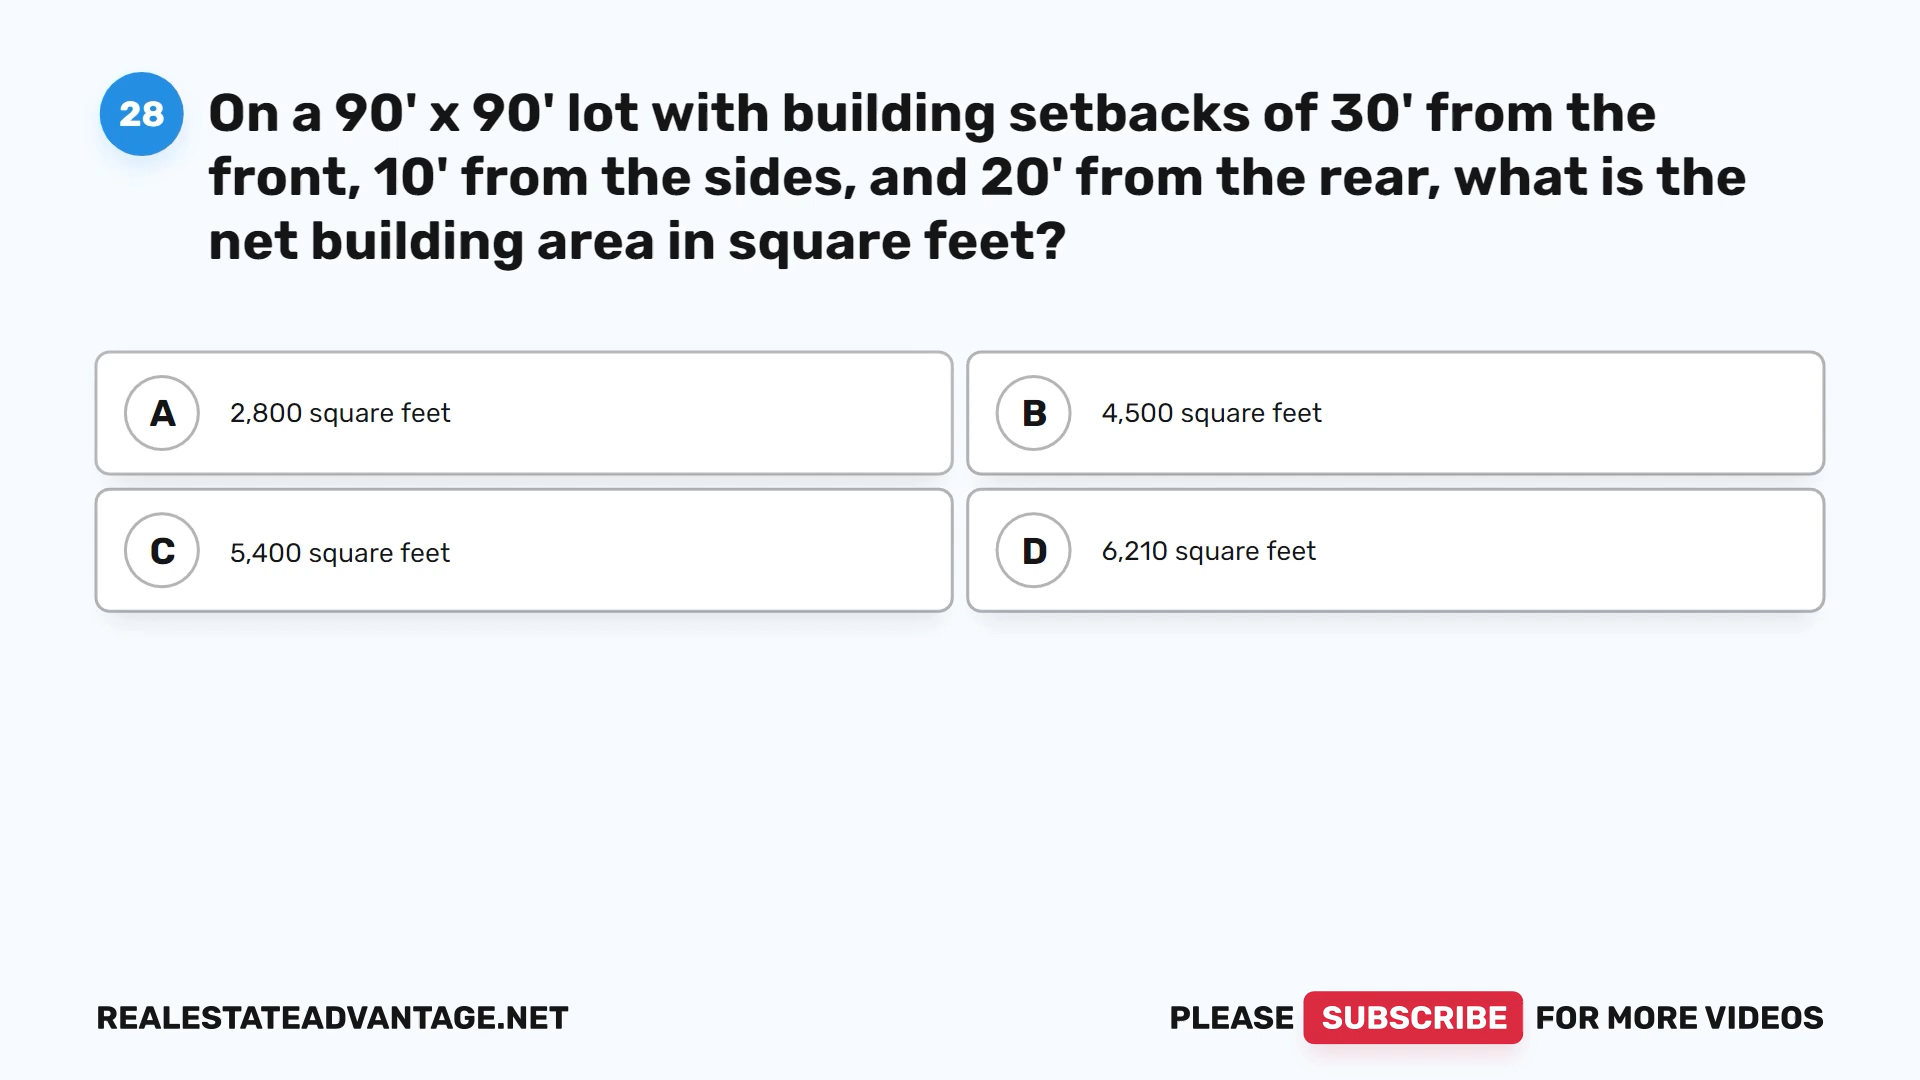 28
On a 90' x 90' lot with building setbacks of 30' from the
front, 10' from the sides, and 20' from the rear, what is the
net building area in square feet?
A 2,800 square feet
B 4,500 square feet
C 5,400 square feet
D 6,210 square feet
REALESTATEADVANTAGE.NET
PLEASE SUBSCRIBE FOR MORE VIDEOS